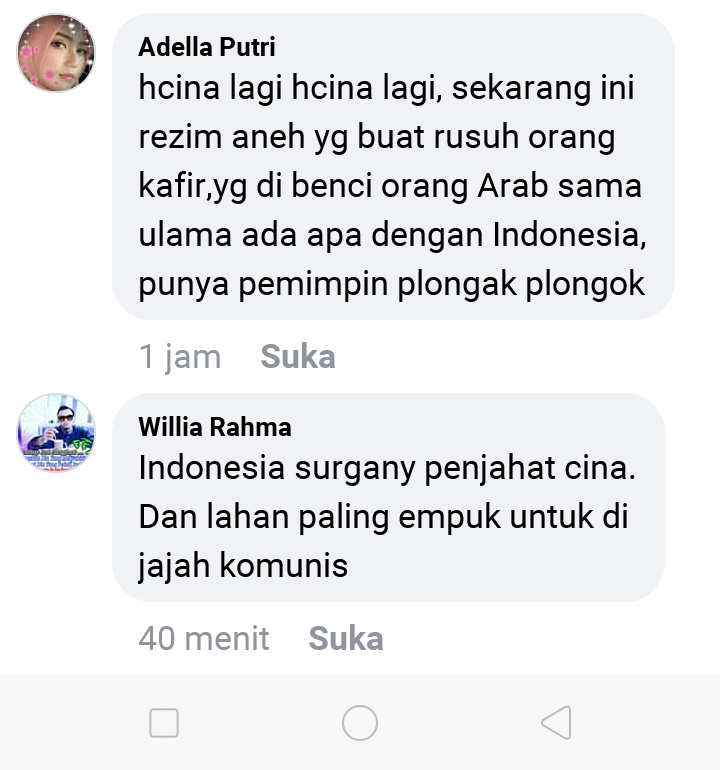 Adella Putri
hcina lagi hcina lagi, sekarang ini
rezim aneh yg buat rusuh orang
kafir,yg di benci orang Arab sama
ulama ada apa dengan Indonesia,
punya pemimpin plongak plongok
1 jam Suka
Willia Rahma
Indonesia surgany penjahat cina.
Dan lahan paling empuk untuk di
jajah komunis
40 menit Suka